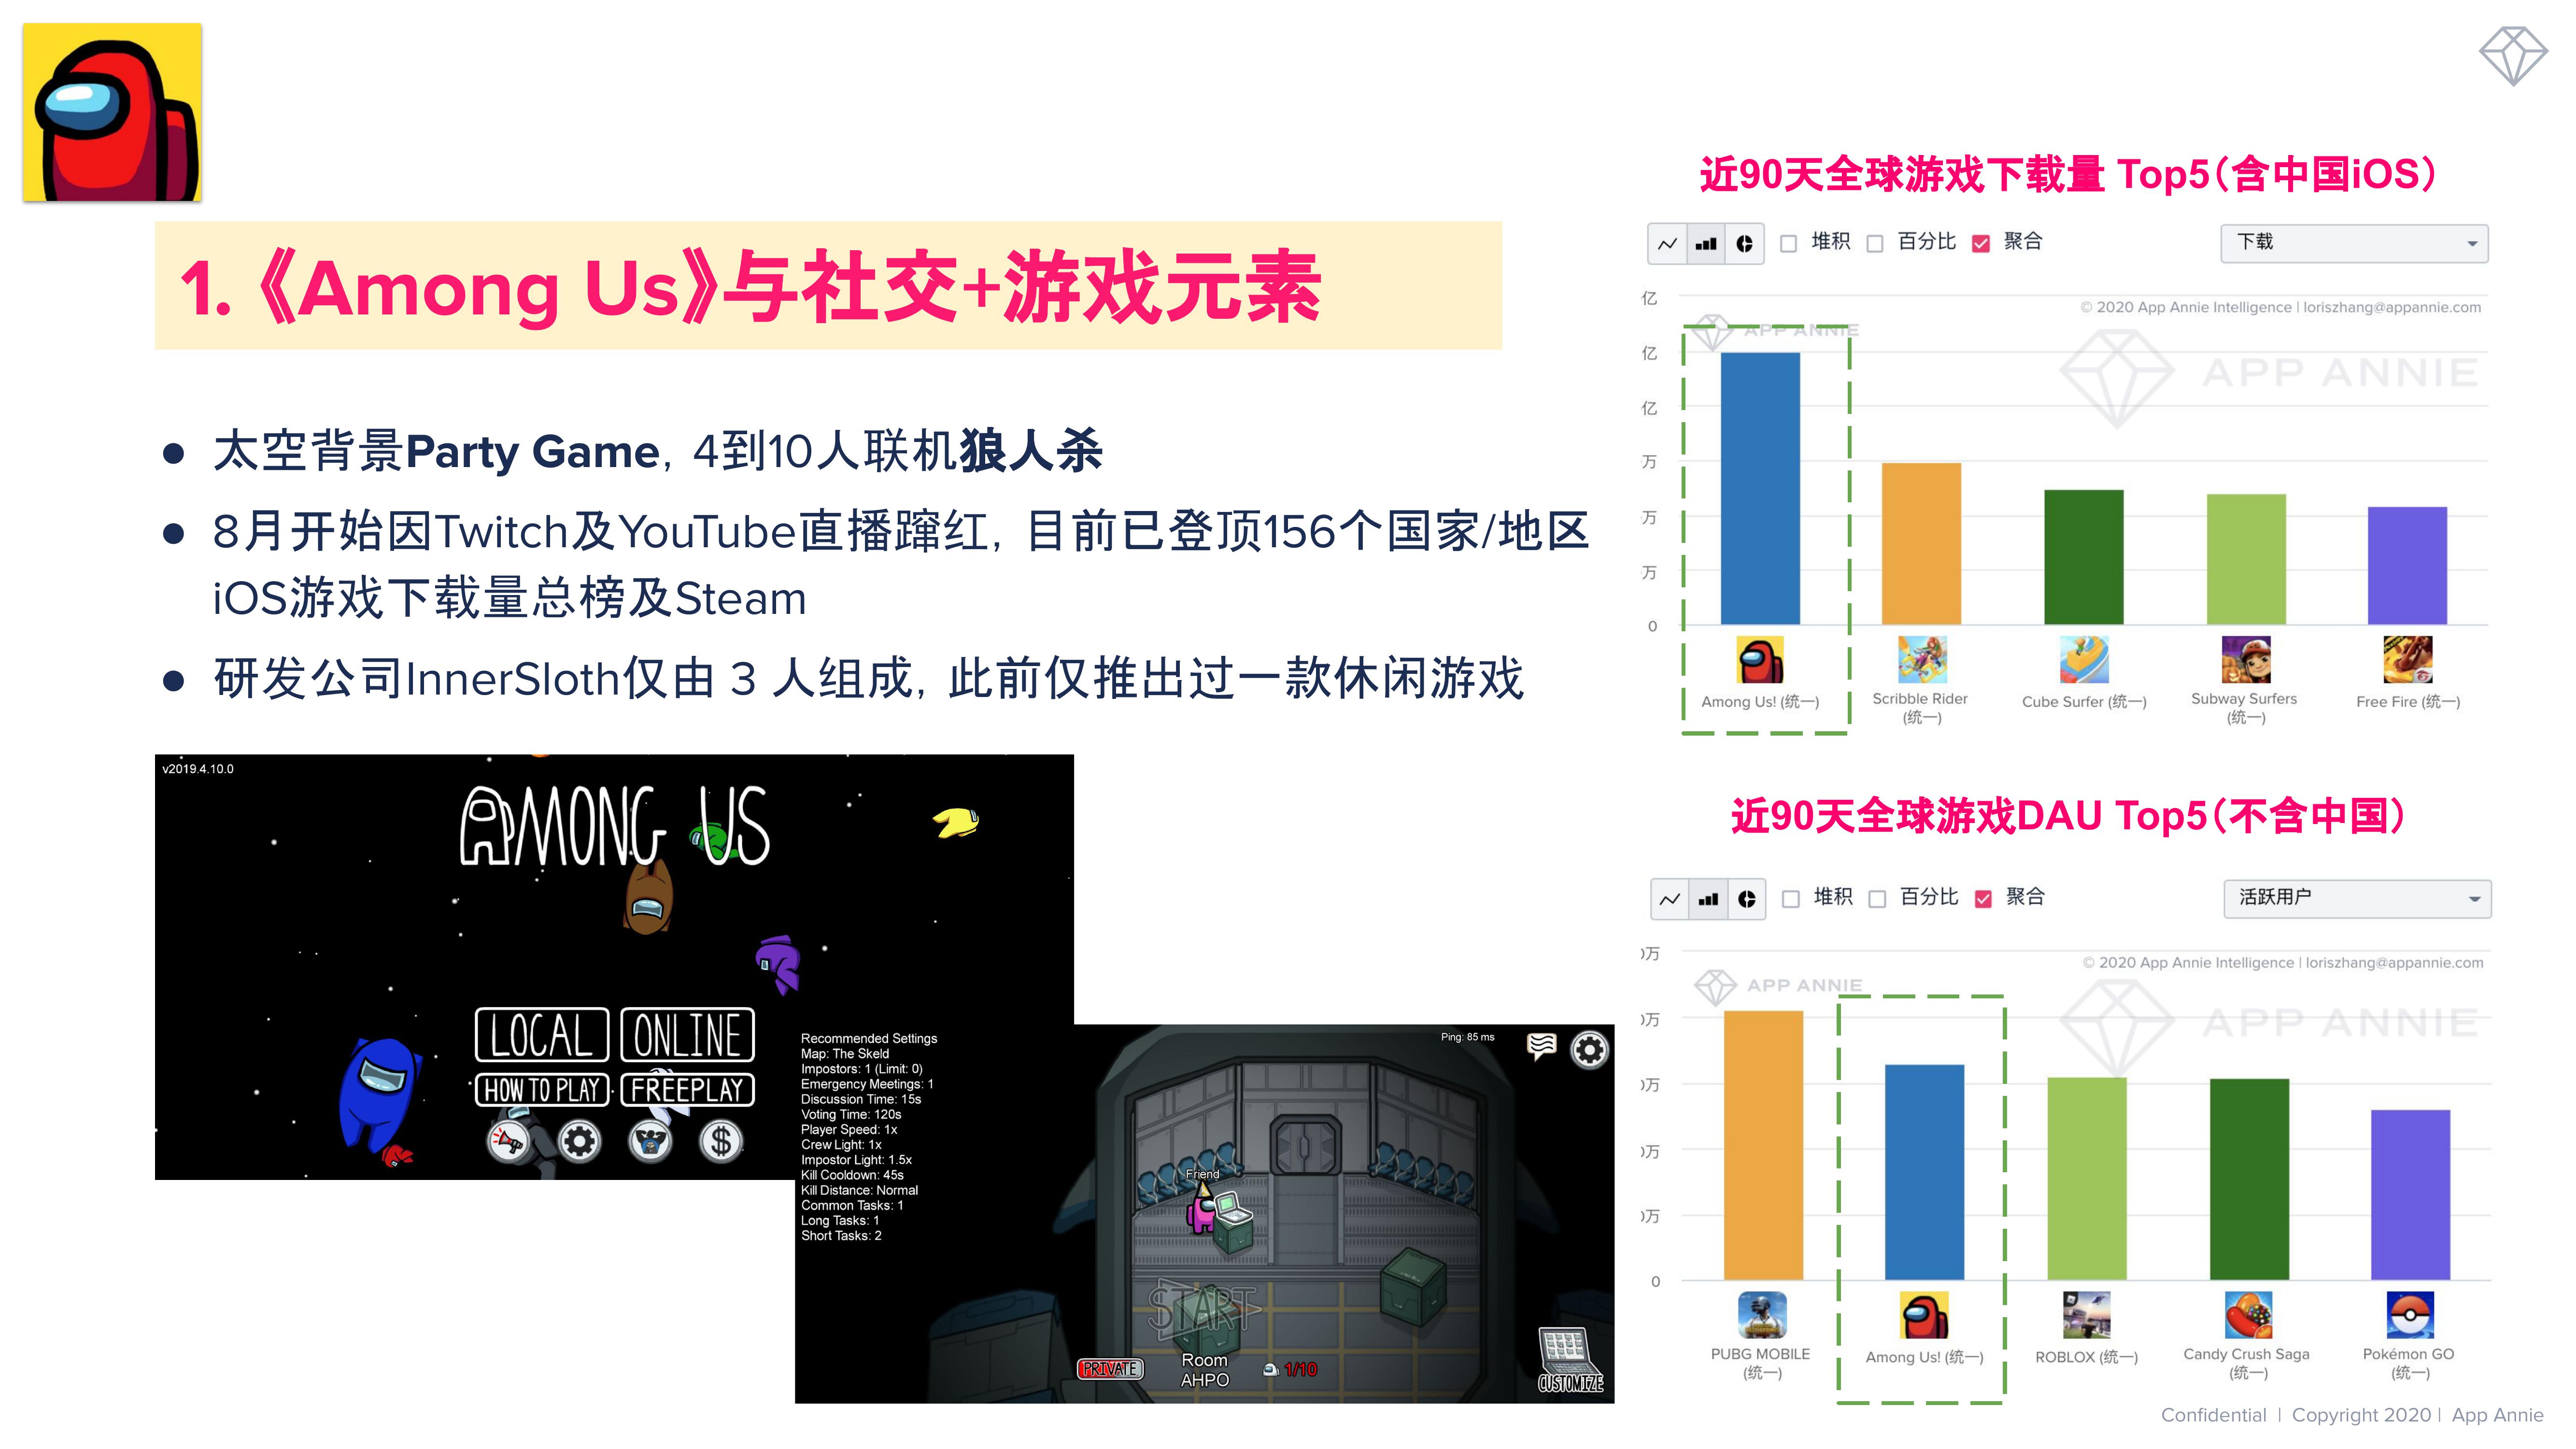 1.《Among Us》与社交+游戏元素
● 太空背景Party Game，4到10人联机狼人杀
● 8月开始因Twitch及YouTube直播蹿红，目前已登顶156个国家/地区
iOS游戏下载量总榜及Steam
● 研发公司InnerSloth仅由 3 人组成，此前仅推出过一款休闲游戏
v2019.4.10.0
AMONG US
LOCAL ONLINE
HOW TO PLAY FREEPLAY
$
Recommended Settings
Map: The Skeld
Impostors: 1 (Limit: 0)
Emergency Meetings: 1
Discussion Time: 15s
Voting Time: 120s
Player Speed: 1x
Crew Light: 1x
Impostor Light: 1.5x
Kill Cooldown: 45s
Kill Distance: Normal
Common Tasks: 1
Long Tasks: 1
Short Tasks: 2
Ping: 85 ms
Friend
START
PRIVATE
Room
AHPO
1/10
CUSTOMIZE
近90天全球游戏下载量 Top5（含中国iOS）
堆积 百分比 聚合 下载
© 2020 App Annie Intelligence | loriszhang@appannie.com
APP ANNIE
APP ANNIE
亿
亿
亿
万
万
万
0
Among Us! (统一)
Scribble Rider
(统一)
Cube Surfer (统一)
Subway Surfers
(统一)
Free Fire (统一)
近90天全球游戏DAU Top5（不含中国）
堆积 百分比 聚合 活跃用户
© 2020 App Annie Intelligence | loriszhang@appannie.com
APP ANNIE
APP ANNIE
万
0万
0万
0万
0万
0
PUBG MOBILE
(统一)
Among Us! (统一)
ROBLOX (统一)
Candy Crush Saga
(统一)
Pokémon GO
(统一)
Confidential | Copyright 2020 | App Annie